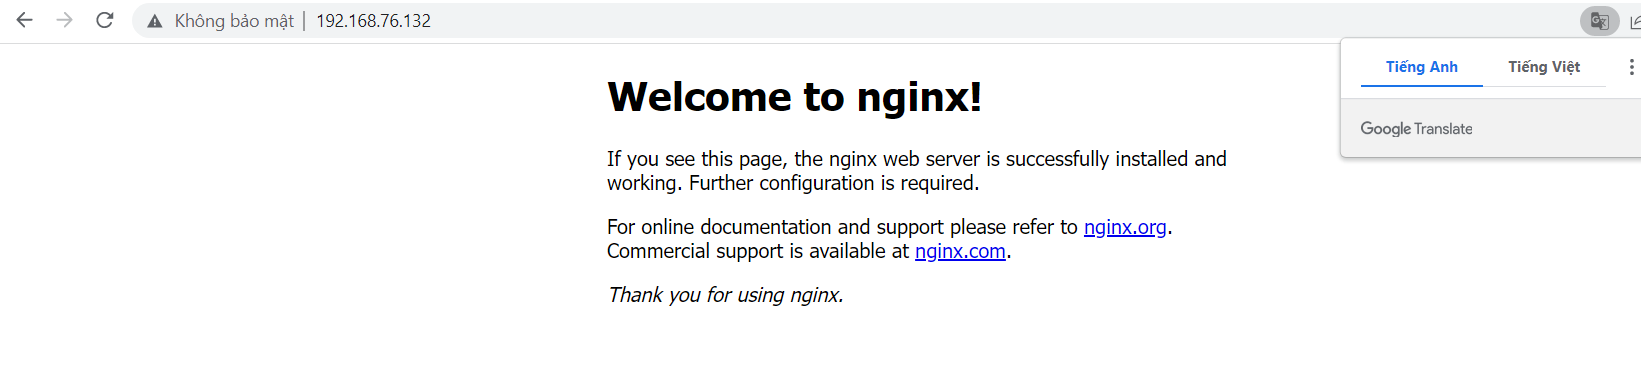 Không bảo mật | 192.168.76.132
Tiếng Anh Tiếng Việt
Google Translate
Welcome to nginx!
If you see this page, the nginx web server is successfully installed and
working. Further configuration is required.
For online documentation and support please refer to nginx.org.
Commercial support is available at nginx.com.
Thank you for using nginx.